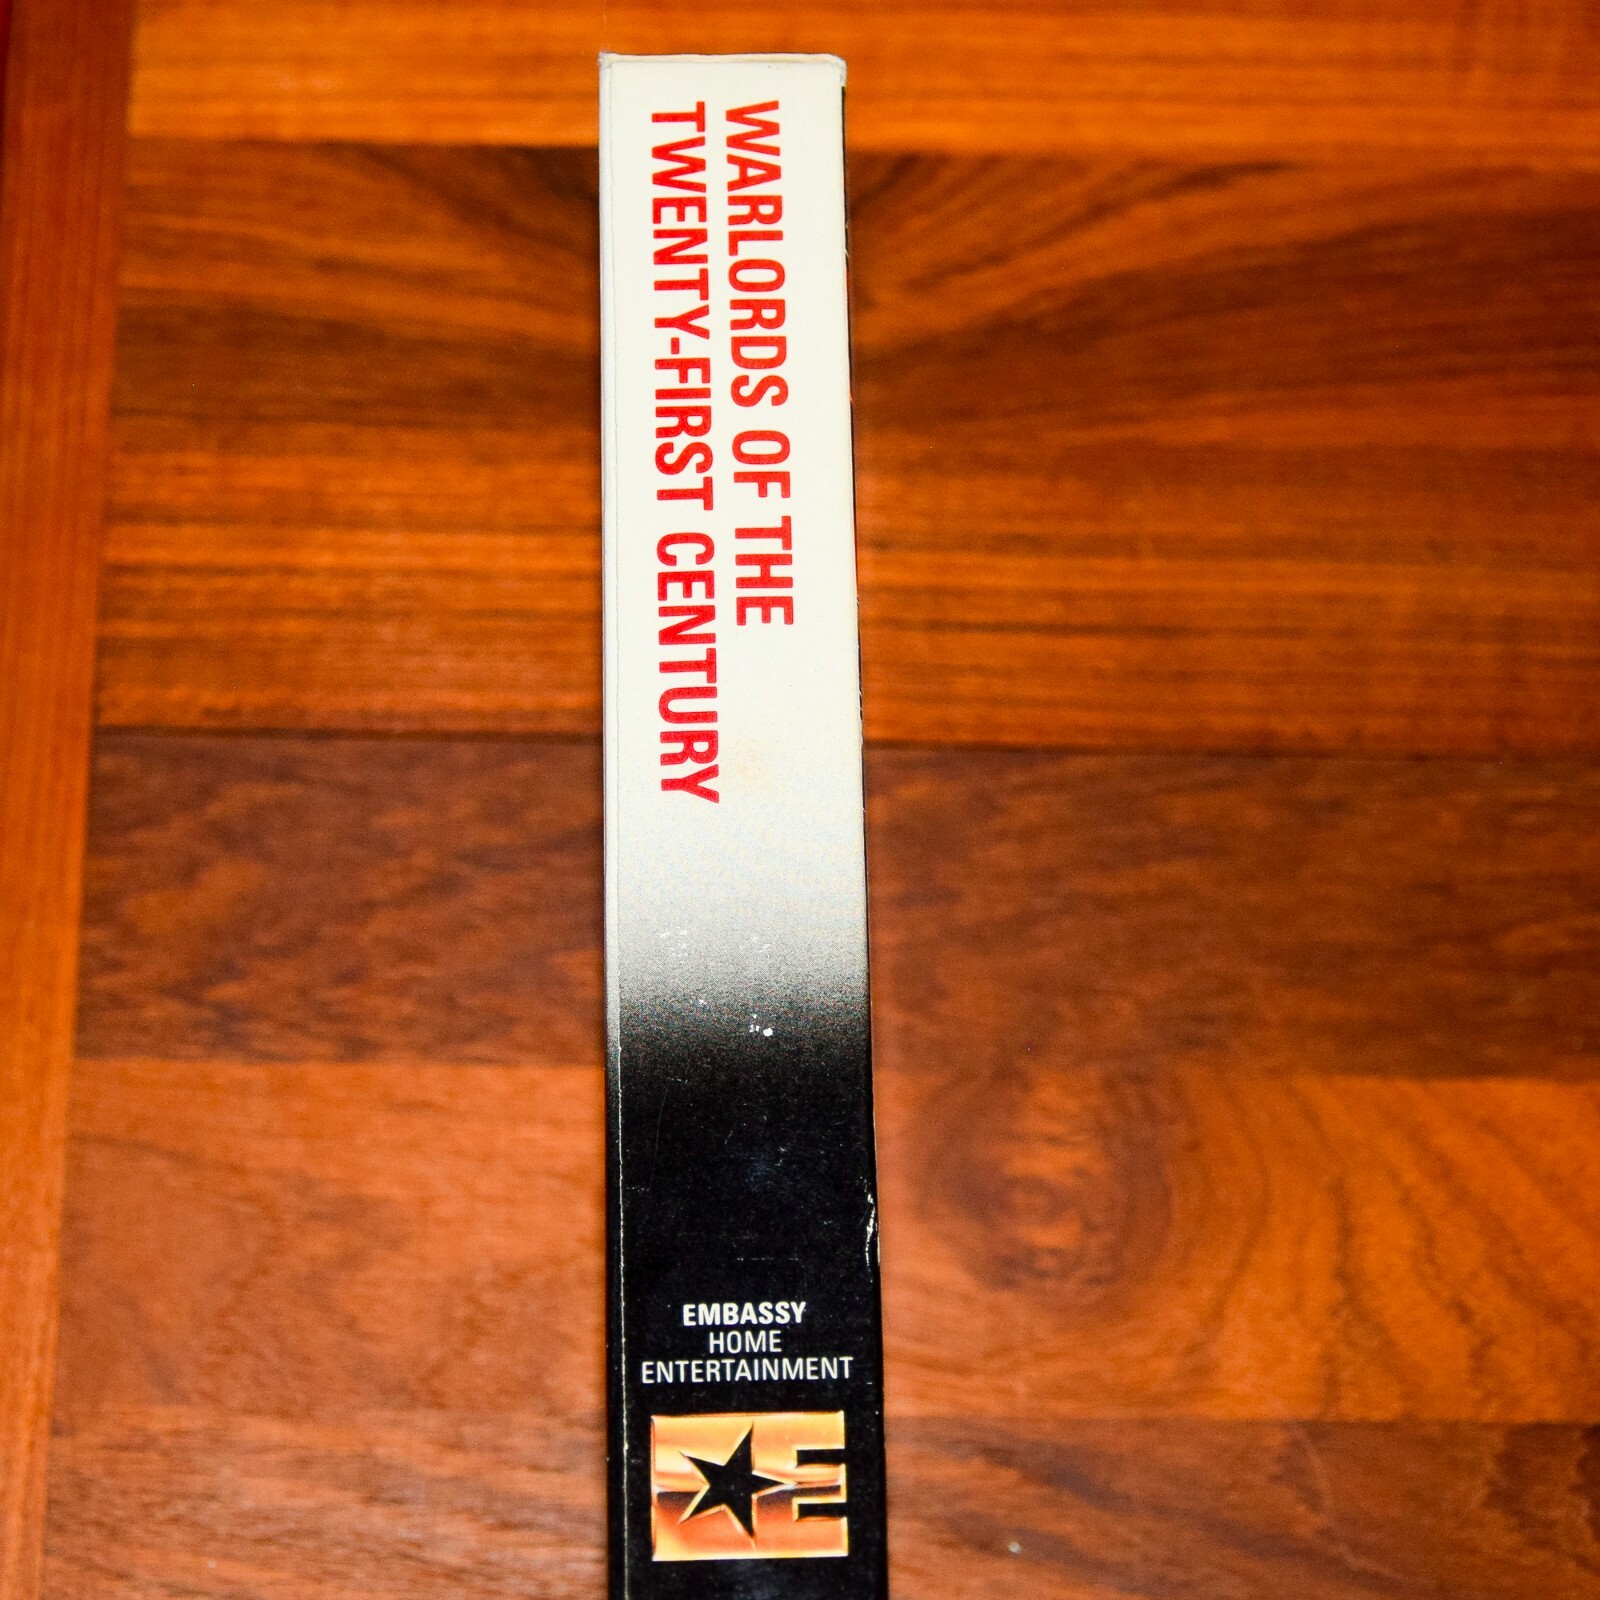 WARLORDS OF THE
TWENTY-FIRST CENTURY
EMBASSY
HOME
ENTERTAINMENT
E